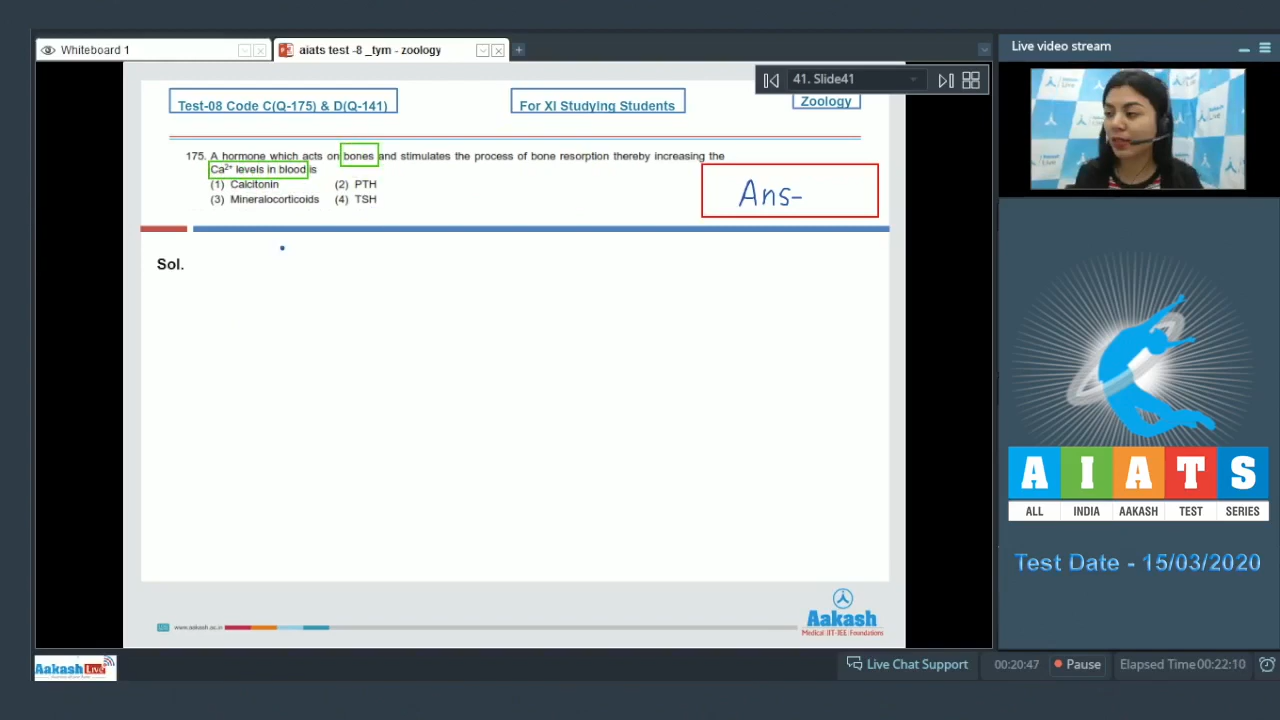 Whiteboard 1
aiats test -8 _tym - zoology
Live video stream
41. Slide41
Test-08 Code C(Q-175) & D(Q-141)
For XI Studying Students
Zoology
175. A hormone which acts on bones and stimulates the process of bone resorption thereby increasing the
Ca²⁺ levels in blood is
(1) Calcitonin (2) PTH
(3) Mineralocorticoids (4) TSH
Ans-
Sol.
A I A T S
ALL INDIA AAKASH TEST SERIES
Test Date - 15/03/2020
Aakash
Medical|IIT-JEE|Foundations
www.aakash.ac.in
Aakash Live
Live Chat Support
00:20:47
Pause
Elapsed Time 00:22:10